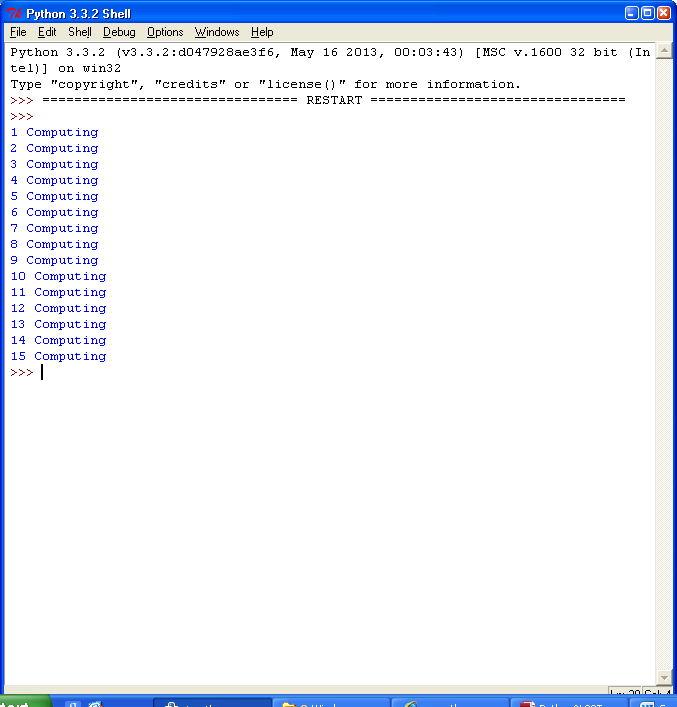 Python 3.3.2 Shell
File Edit Shell Debug Options Windows Help
Python 3.3.2 (v3.3.2:d047928ae3f6, May 16 2013, 00:03:43) [MSC v.1600 32 bit (In
tel)] on win32
Type "copyright", "credits" or "license()" for more information.
>>> ================================ RESTART ================================
>>>
1 Computing
2 Computing
3 Computing
4 Computing
5 Computing
6 Computing
7 Computing
8 Computing
9 Computing
10 Computing
11 Computing
12 Computing
13 Computing
14 Computing
15 Computing
>>>